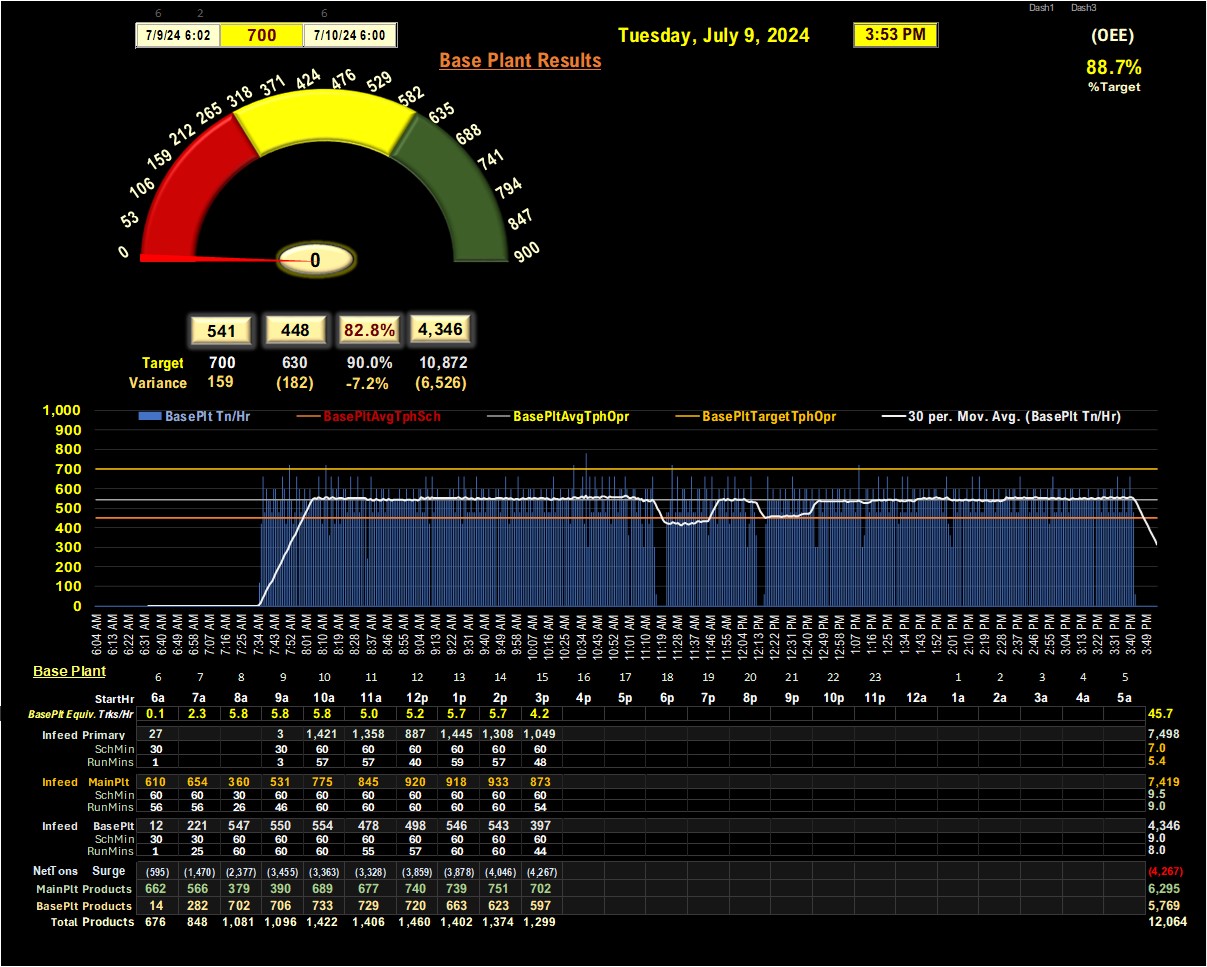 6 2 6 Dash1 Dash3
7/9/24 6:02 700 7/10/24 6:00 Tuesday, July 9, 2024 3:53 PM (OEE)
Base Plant Results 88.7%
%Target
0 53 106 159 212 265 318 371 424 476 529 582 635 688 741 794 847 900
0
541 448 82.8% 4,346
Target 700 630 90.0% 10,872
Variance 159 (182) -7.2% (6,526)
BasePlt Tn/Hr BasePltAvgTphSch BasePltAvgTphOpr BasePltTargetTphOpr 30 per. Mov. Avg. (BasePlt Tn/Hr)
1,000
900
800
700
600
500
400
300
200
100
0
6:04 AM 6:13 AM 6:22 AM 6:31 AM 6:40 AM 6:49 AM 6:58 AM 7:07 AM 7:16 AM 7:25 AM 7:34 AM 7:43 AM 7:52 AM 8:01 AM 8:10 AM 8:19 AM 8:28 AM 8:37 AM 8:46 AM 8:55 AM 9:04 AM 9:13 AM 9:22 AM 9:31 AM 9:40 AM 9:49 AM 9:58 AM 10:07 AM 10:16 AM 10:25 AM 10:34 AM 10:43 AM 10:52 AM 11:01 AM 11:10 AM 11:19 AM 11:28 AM 11:37 AM 11:46 AM 11:55 AM 12:04 PM 12:13 PM 12:22 PM 12:31 PM 12:40 PM 12:49 PM 12:58 PM 1:07 PM 1:16 PM 1:25 PM 1:34 PM 1:43 PM 1:52 PM 2:01 PM 2:10 PM 2:19 PM 2:28 PM 2:37 PM 2:46 PM 2:55 PM 3:04 PM 3:13 PM 3:22 PM 3:31 PM 3:40 PM 3:49 PM
Base Plant 6 7 8 9 10 11 12 13 14 15 16 17 18 19 20 21 22 23 1 2 3 4 5
StartHr 6a 7a 8a 9a 10a 11a 12p 1p 2p 3p 4p 5p 6p 7p 8p 9p 10p 11p 12a 1a 2a 3a 4a 5a
BasePlt Equiv. Trks/Hr 0.1 2.3 5.8 5.8 5.8 5.0 5.2 5.7 5.7 4.2 45.7
Infeed Primary 27 3 1,421 1,358 887 1,445 1,308 1,049 7,498
SchMin 30 30 60 60 60 60 60 60 7.0
RunMins 1 3 57 57 40 59 57 48 5.4
Infeed MainPlt 610 654 360 531 775 845 920 918 933 873 7,419
SchMin 60 60 30 60 60 60 60 60 60 60 9.5
RunMins 56 56 26 46 60 60 60 60 60 54 9.0
Infeed BasePlt 12 221 547 550 554 478 498 546 543 397 4,346
SchMin 30 30 60 60 60 60 60 60 60 60 9.0
RunMins 1 25 60 60 60 55 57 60 60 44 8.0
NetTons Surge (595) (1,470) (2,377) (3,455) (3,363) (3,328) (3,859) (3,878) (4,046) (4,267) (4,267)
MainPlt Products 662 566 379 390 689 677 740 739 751 702 6,295
BasePlt Products 14 282 702 706 733 729 720 663 623 597 5,769
Total Products 676 848 1,081 1,096 1,422 1,406 1,460 1,402 1,374 1,299 12,064